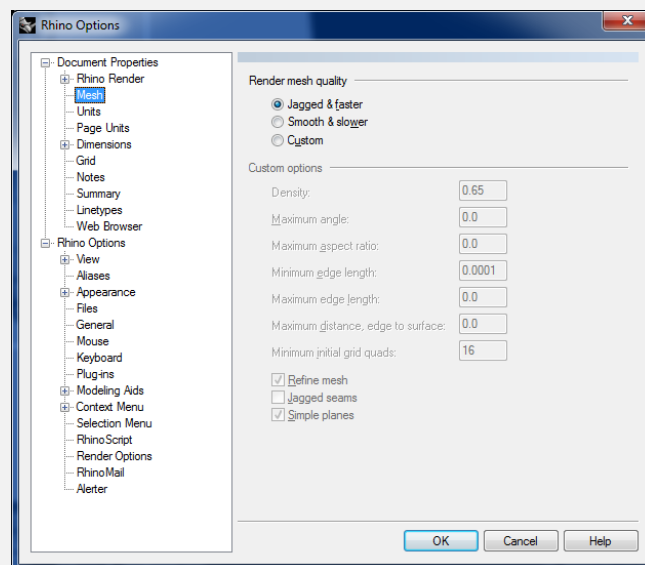 Rhino Options
Document Properties
Rhino Render
Mesh
Units
Page Units
Dimensions
Grid
Notes
Summary
Linetypes
Web Browser
Rhino Options
View
Aliases
Appearance
Files
General
Mouse
Keyboard
Plug-ins
Modeling Aids
Context Menu
Selection Menu
RhinoScript
Render Options
RhinoMail
Alerter
Render mesh quality
Jagged & faster
Smooth & slower
Custom
Custom options
Density: 0.65
Maximum angle: 0.0
Maximum aspect ratio: 0.0
Minimum edge length: 0.0001
Maximum edge length: 0.0
Maximum distance, edge to surface: 0.0
Minimum initial grid quads: 16
Refine mesh
Jagged seams
Simple planes
OK Cancel Help